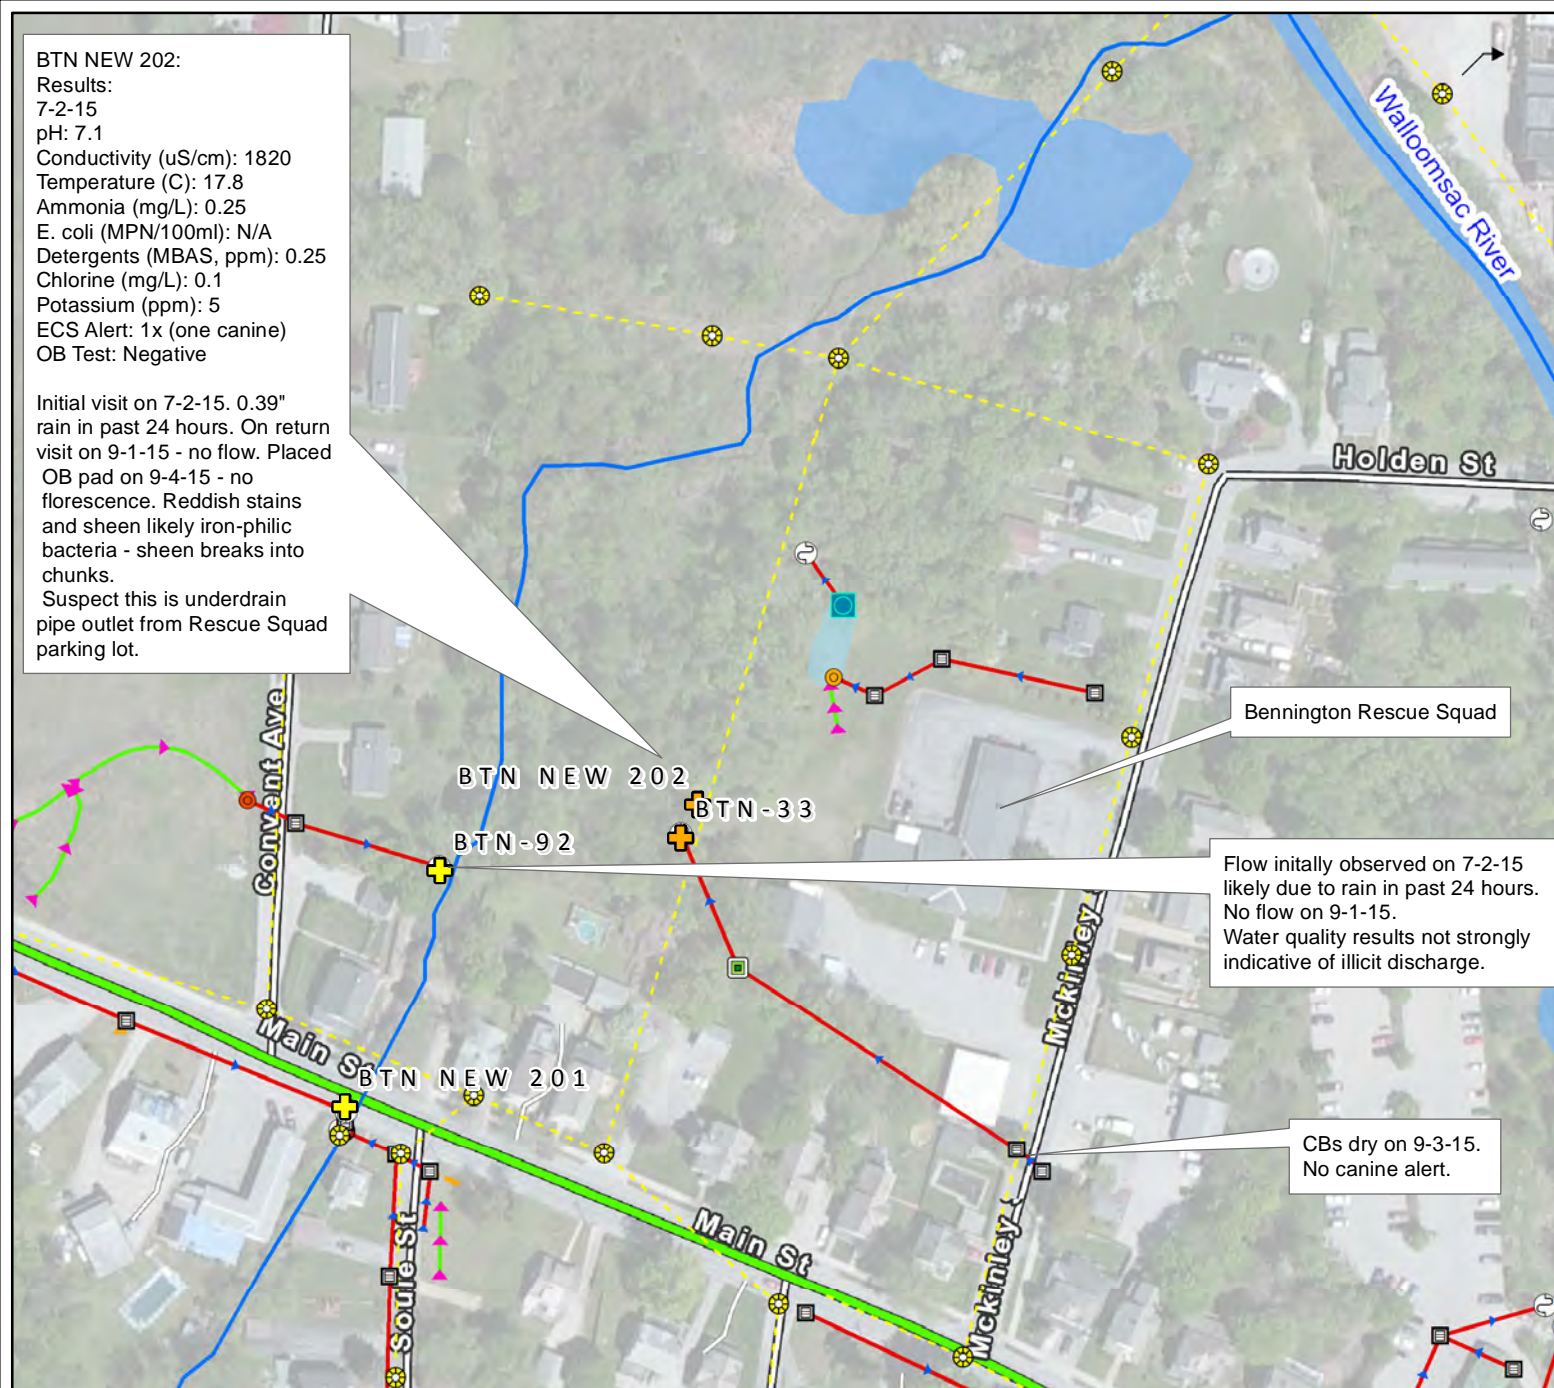 BTN NEW 202:
Results:
7-2-15
pH: 7.1
Conductivity (uS/cm): 1820
Temperature (C): 17.8
Ammonia (mg/L): 0.25
E. coli (MPN/100ml): N/A
Detergents (MBAS, ppm): 0.25
Chlorine (mg/L): 0.1
Potassium (ppm): 5
ECS Alert: 1x (one canine)
OB Test: Negative
Initial visit on 7-2-15. 0.39"
rain in past 24 hours. On return
visit on 9-1-15 - no flow. Placed
OB pad on 9-4-15 - no
florescence. Reddish stains
and sheen likely iron-philic
bacteria - sheen breaks into
chunks.
Suspect this is underdrain
pipe outlet from Rescue Squad
parking lot.
Walloomsac River
Holden St
Bennington Rescue Squad
Convent Ave
BTN NEW 202
BTN-33
BTN-92
Flow initally observed on 7-2-15
likely due to rain in past 24 hours.
No flow on 9-1-15.
Water quality results not strongly
indicative of illicit discharge.
Mckinley
Main St
BTN NEW 201
CBs dry on 9-3-15.
No canine alert.
Soule St
Main St
Mckinley